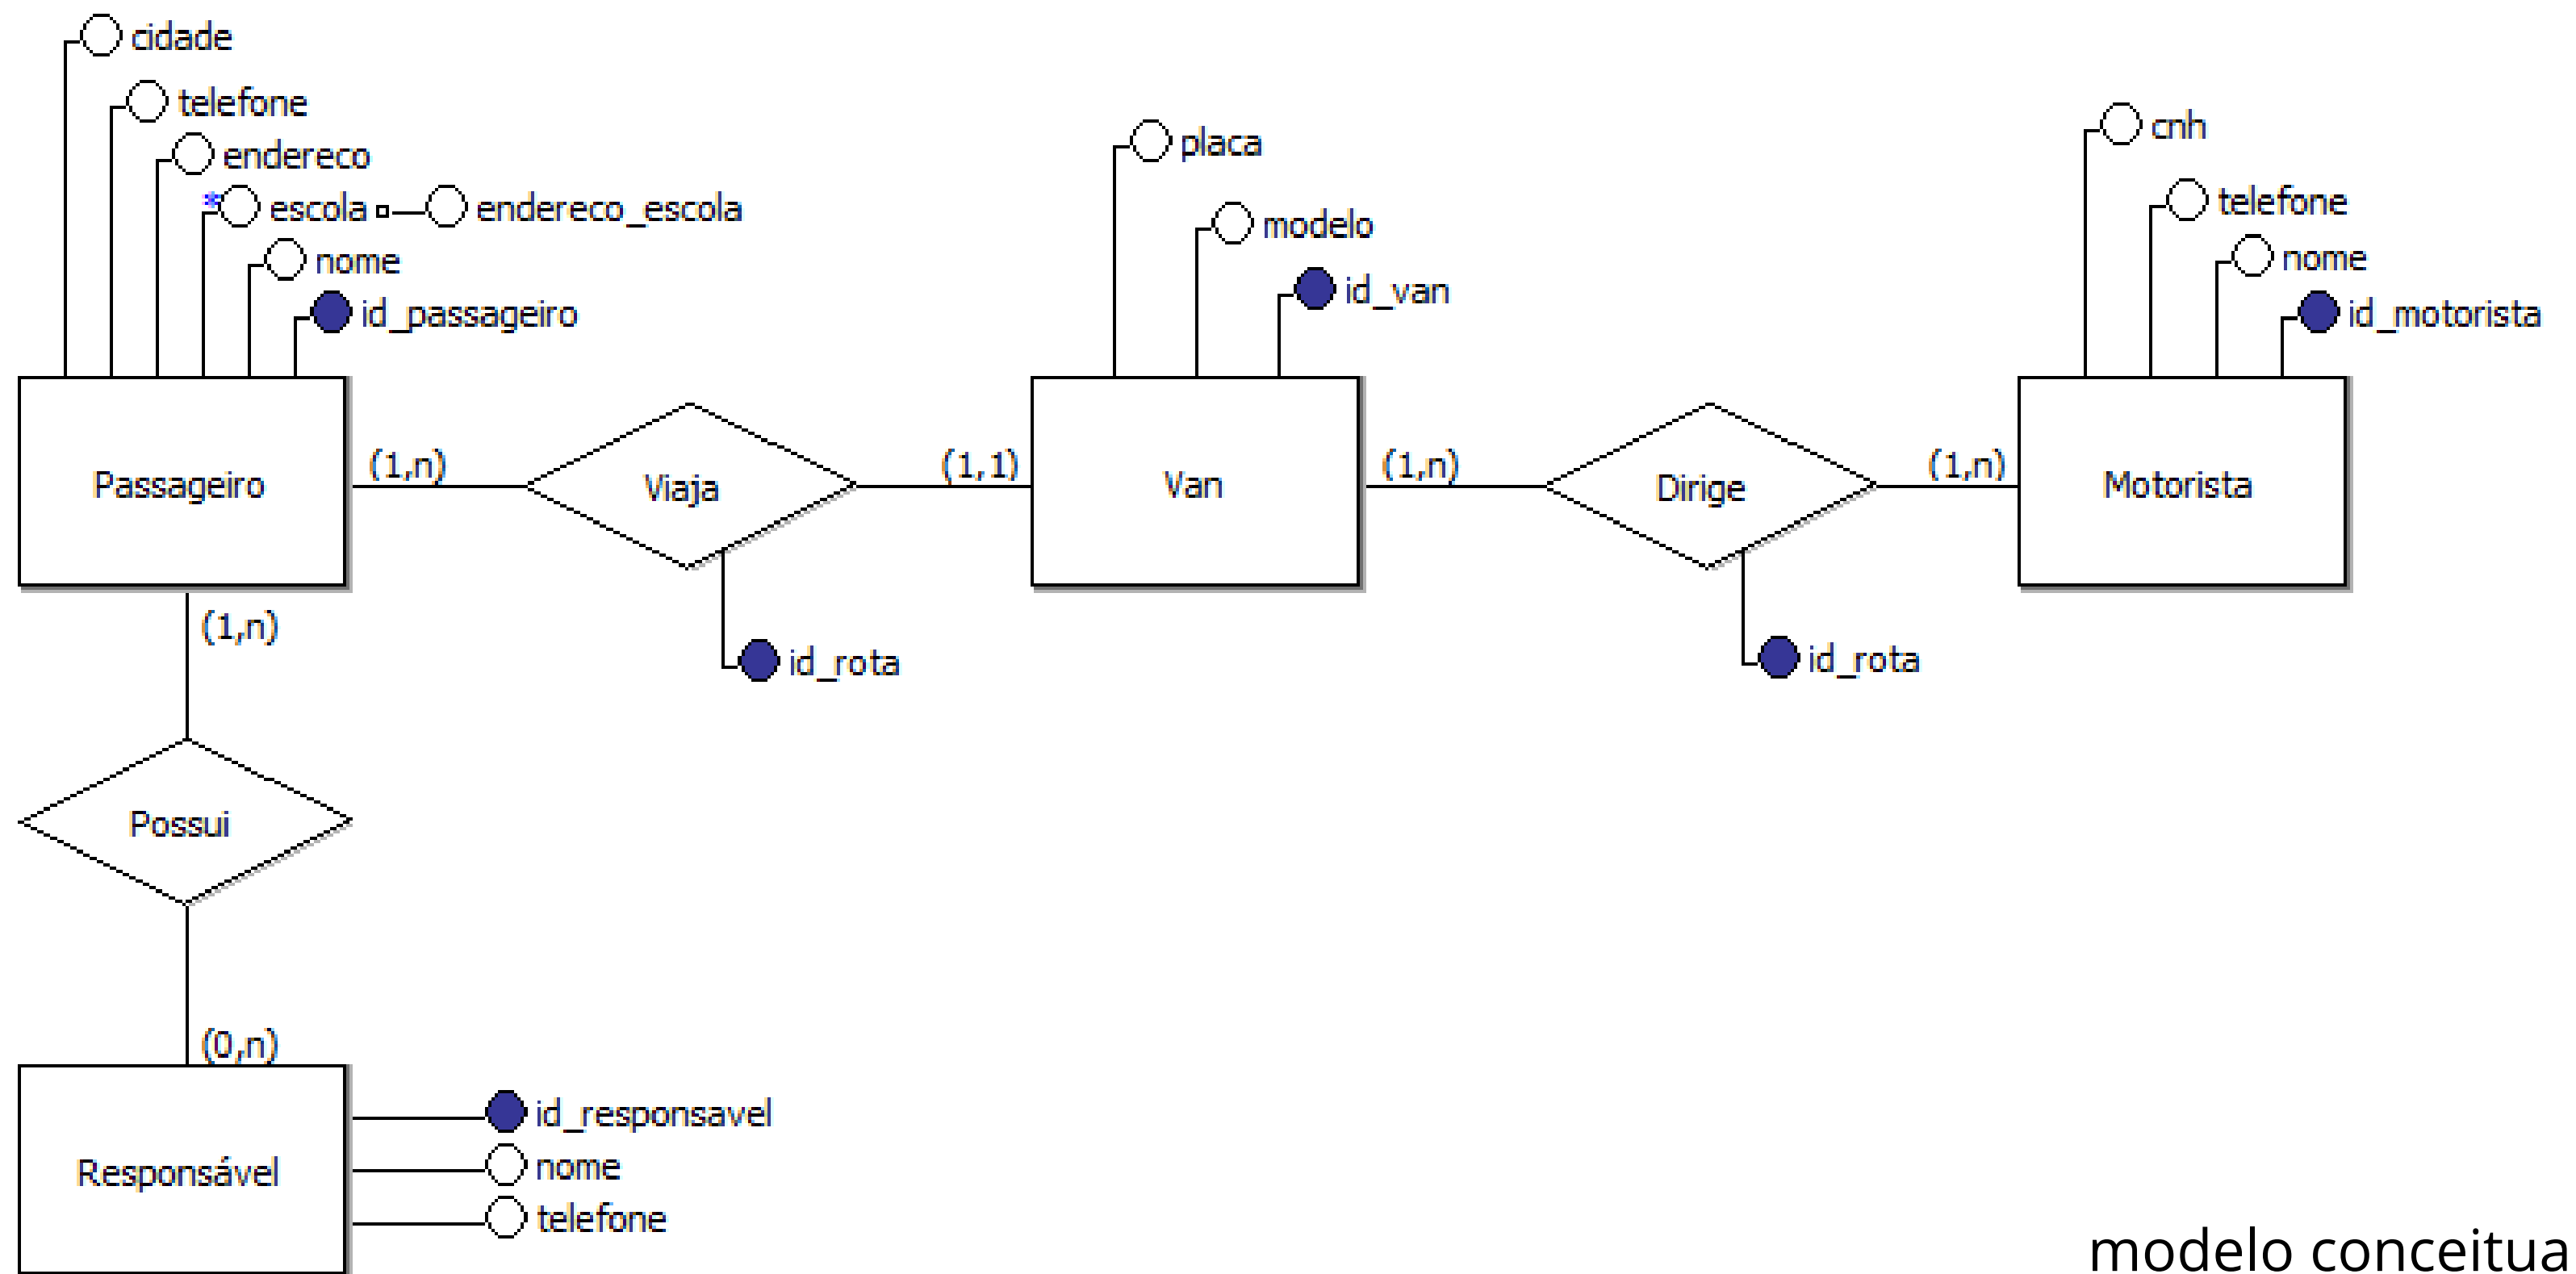 cidade
telefone
endereco
* escola endereco_escola
nome
id_passageiro
placa
modelo
id_van
cnh
telefone
nome
id_motorista
Passageiro (1,n) Viaja (1,1) Van (1,n) Dirige (1,n) Motorista
id_rota id_rota
(1,n)
Possui
(0,n)
Responsável
id_responsavel
nome
telefone
modelo conceitua